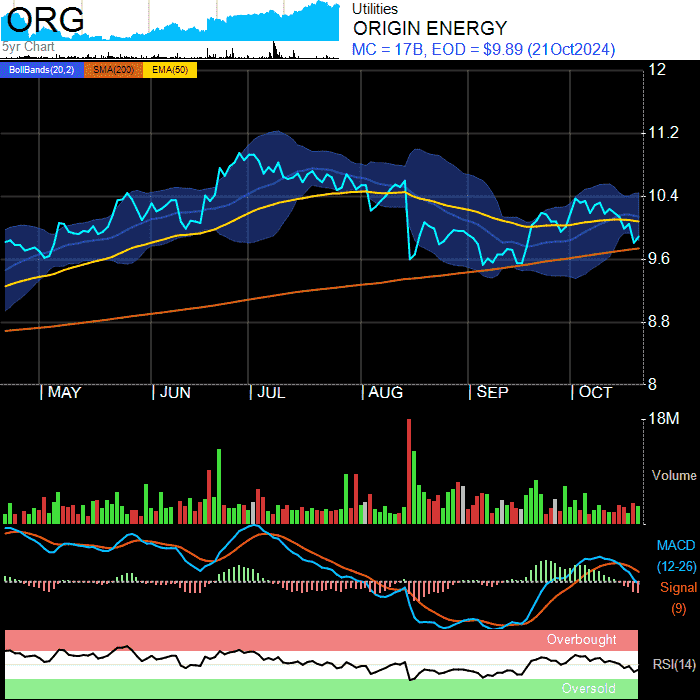 ORG
5yr Chart
Utilities
ORIGIN ENERGY
MC = 17B, EOD = $9.89 (21Oct2024)
BollBands(20,2) SMA(200) EMA(50)
12
11.2
10.4
9.6
8.8
8
MAY JUN JUL AUG SEP OCT
18M
Volume
MACD
(12-26)
Signal
(9)
Overbought
RSI(14)
Oversold